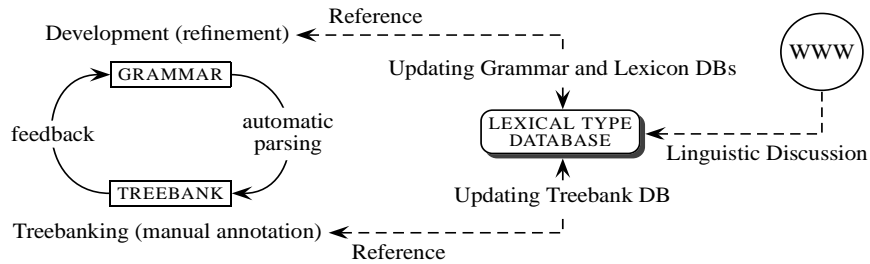 Reference
Development (refinement)
WWW
Updating Grammar and Lexicon DBs
GRAMMAR
feedback
automatic
parsing
LEXICAL TYPE
DATABASE
Linguistic Discussion
TREEBANK
Updating Treebank DB
Treebanking (manual annotation)
Reference